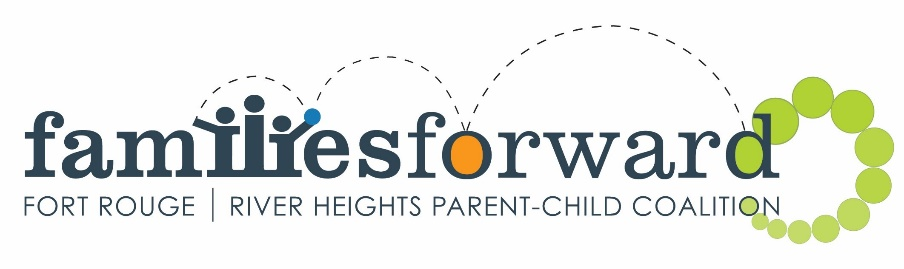 familiesforward
FORT ROUGE | RIVER HEIGHTS PARENT-CHILD COALITION